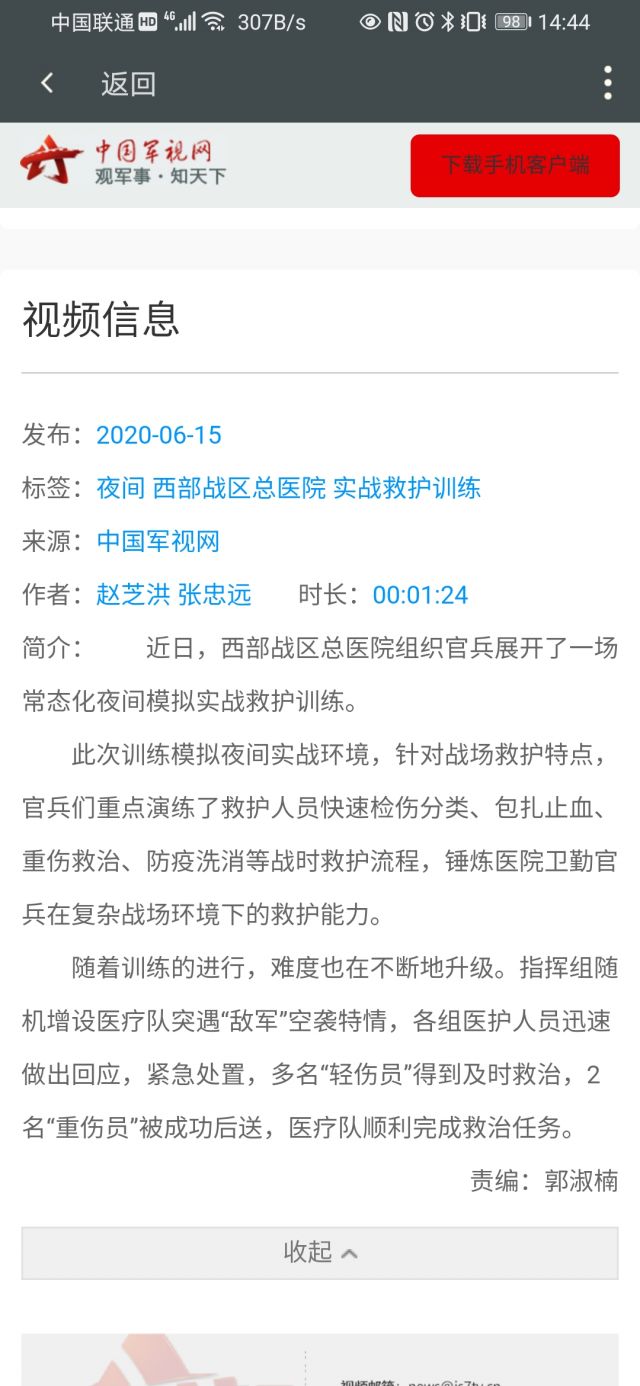 中国联通 HD 4G 307B/s 98 14:44
返回
中国军视网
观军事·知天下
下载手机客户端
视频信息
发布：2020-06-15
标签：夜间 西部战区总医院 实战救护训练
来源：中国军视网
作者：赵芝洪 张忠远 时长：00:01:24
简介： 近日，西部战区总医院组织官兵展开了一场
常态化夜间模拟实战救护训练。
此次训练模拟夜间实战环境，针对战场救护特点，
官兵们重点演练了救护人员快速检伤分类、包扎止血、
重伤救治、防疫洗消等战时救护流程，锤炼医院卫勤官
兵在复杂战场环境下的救护能力。
随着训练的进行，难度也在不断地升级。指挥组随
机增设医疗队突遇“敌军”空袭特情，各组医护人员迅速
做出回应，紧急处置，多名“轻伤员”得到及时救治，2
名“重伤员”被成功后送，医疗队顺利完成救治任务。
责编：郭淑楠
收起
视频邮箱：news@js7tv.cn